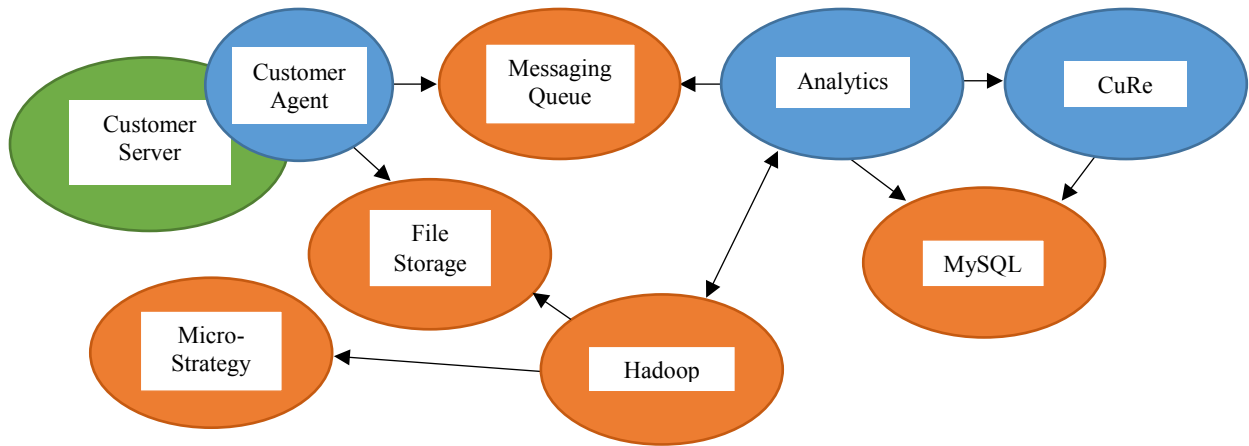 Customer
Agent
Messaging
Queue
Analytics
CuRe
Customer
Server
File
Storage
MySQL
Micro-
Strategy
Hadoop